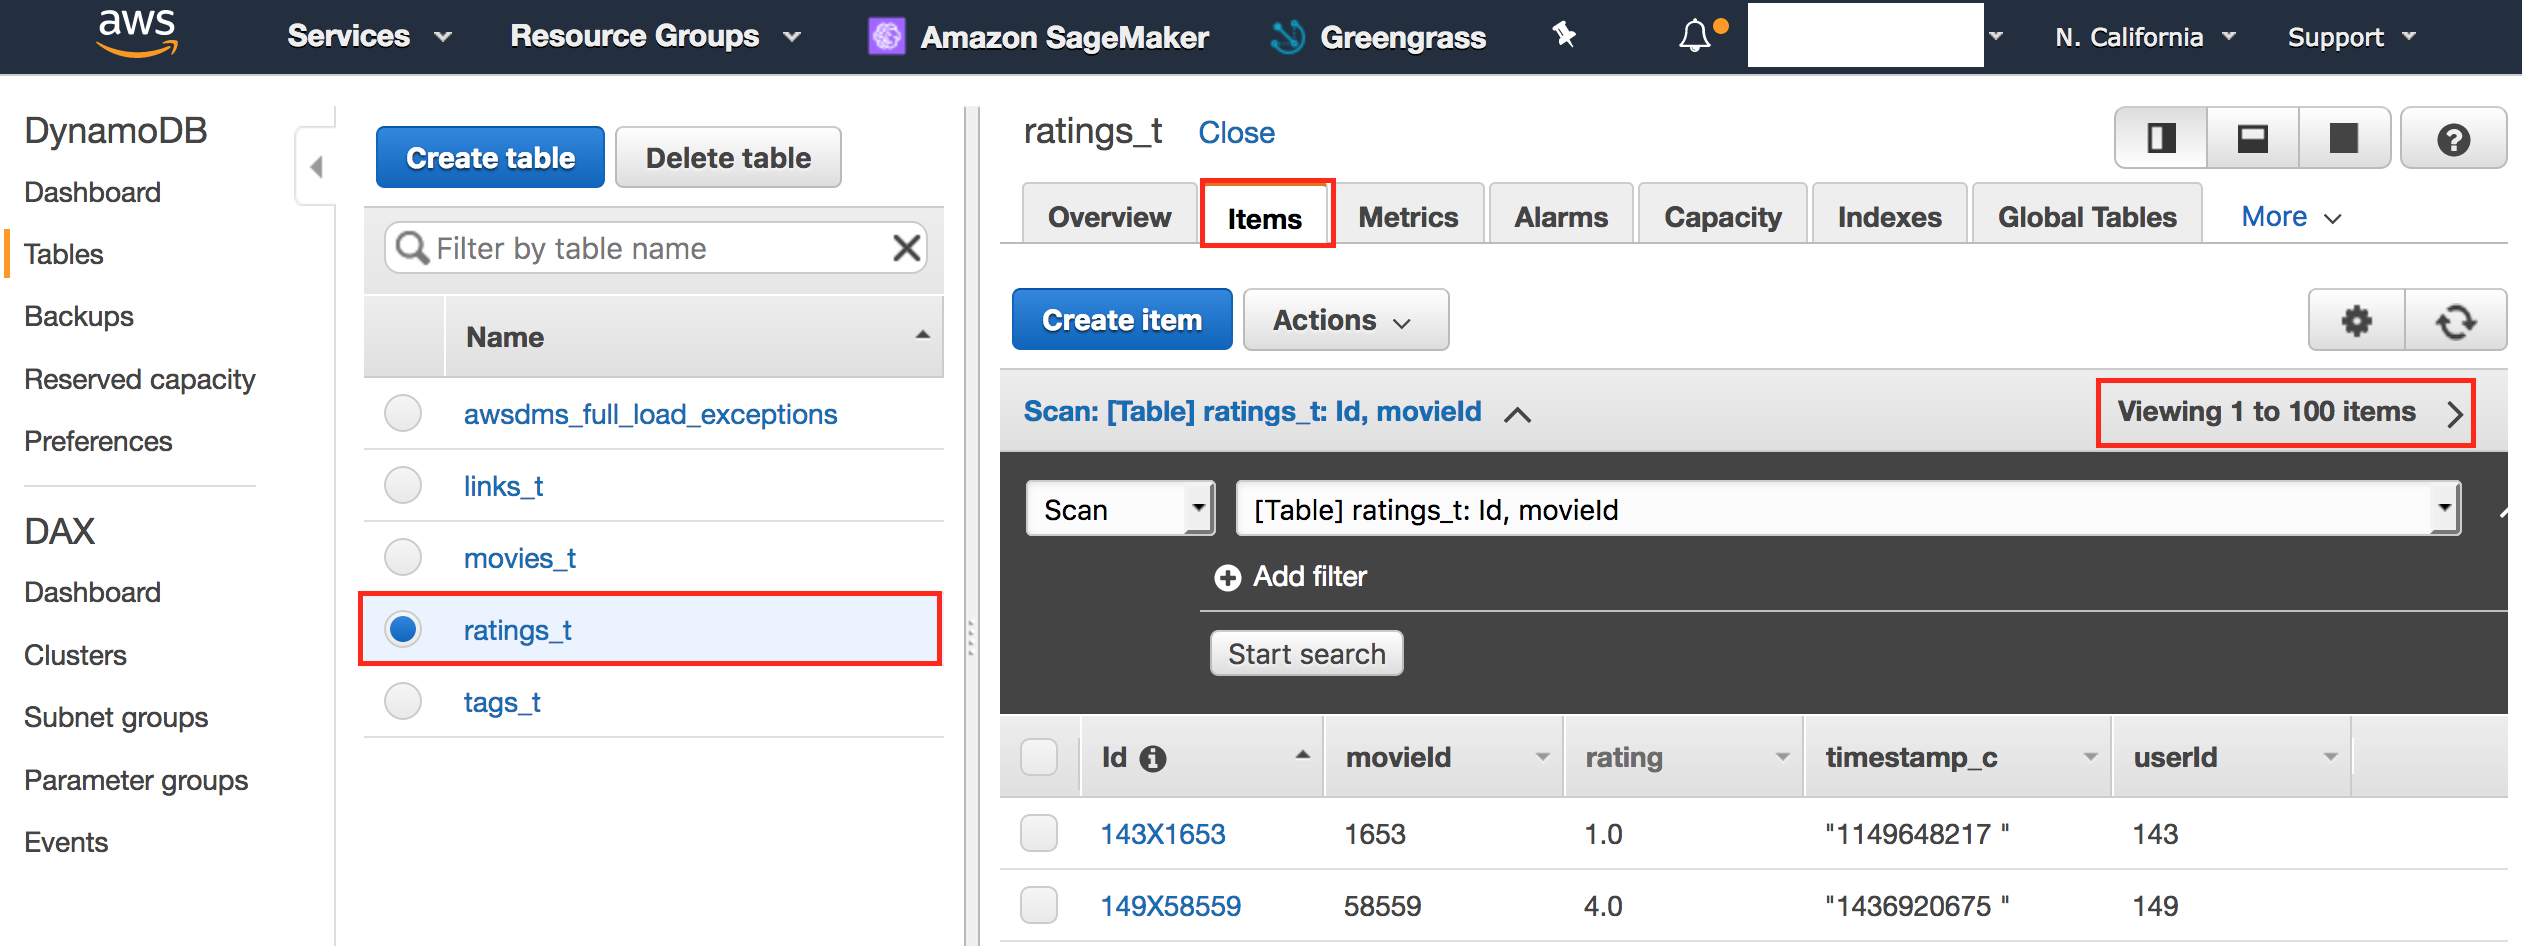 aws Services Resource Groups Amazon SageMaker Greengrass N. California Support
DynamoDB
Dashboard
Tables
Backups
Reserved capacity
Preferences
DAX
Dashboard
Clusters
Subnet groups
Parameter groups
Events
Create table Delete table
Filter by table name
Name
awsdms_full_load_exceptions
links_t
movies_t
ratings_t
tags_t
ratings_t Close
Overview Items Metrics Alarms Capacity Indexes Global Tables More
Create item Actions
Scan: [Table] ratings_t: Id, movieId Viewing 1 to 100 items
Scan [Table] ratings_t: Id, movieId
Add filter
Start search
Id movieId rating timestamp_c userId
143X1653 1653 1.0 "1149648217 " 143
149X58559 58559 4.0 "1436920675 " 149